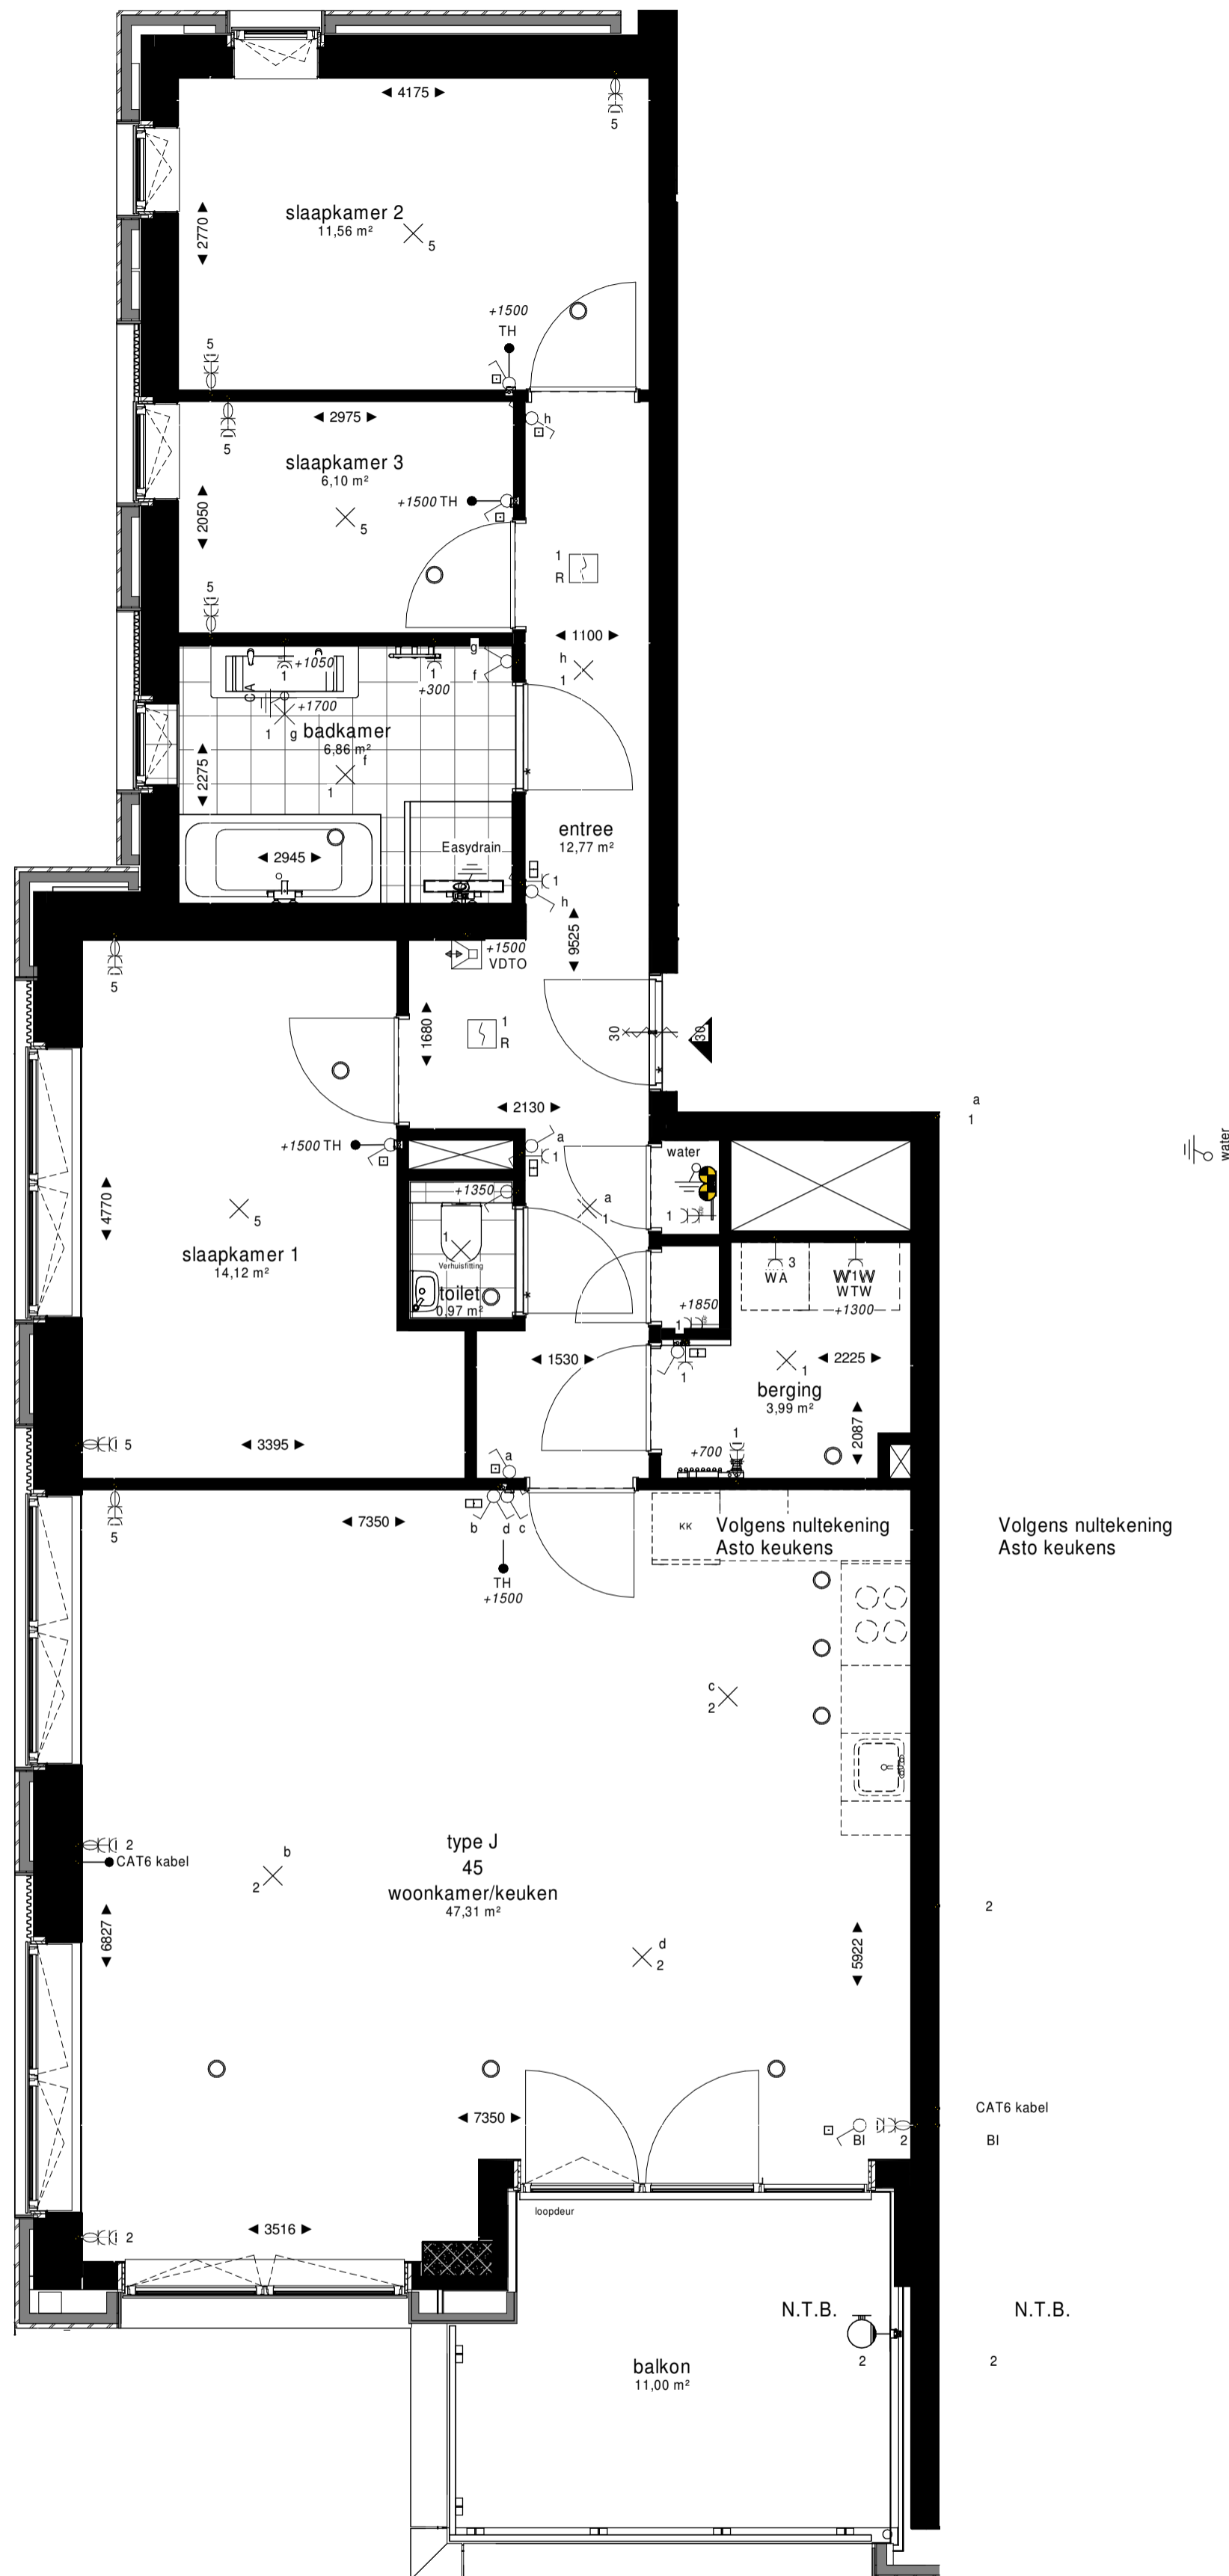 4175
5
slaapkamer 2
11,56 m²
5
2770
+1500
TH
5
2975
5
h
slaapkamer 3
6,10 m²
+1500 TH
5
2050
1
R
5
1100
+1050
1
g
f
h
1
1
+300
CA
+1700
1 g
badkamer
6,86 m²
f
1
2275
entree
12,77 m²
Easydrain
2945
1
h
9525
+1500
VDTO
5
1680
1
R
30
30
2130
a
1
a
1
water
water
+1500 TH
+1350
a
1
1
4770
5
1
Verhuisfitting
slaapkamer 1
14,12 m²
toilet
0,97 m²
3
WA
W1W
WTW
+1300
+1850
1
1530
1
2225
1
berging
3,99 m²
2087
3395
5
a
+700
1
5
7350
b
d
c
TH
+1500
KK
Volgens nultekening
Asto keukens
Volgens nultekening
Asto keukens
c
2
type J
45
woonkamer/keuken
47,31 m²
2
CAT6 kabel
b
2
6827
d
2
5922
2
7350
CAT6 kabel
BI
2
BI
loopdeur
3516
2
N.T.B.
N.T.B.
2
2
balkon
11,00 m²